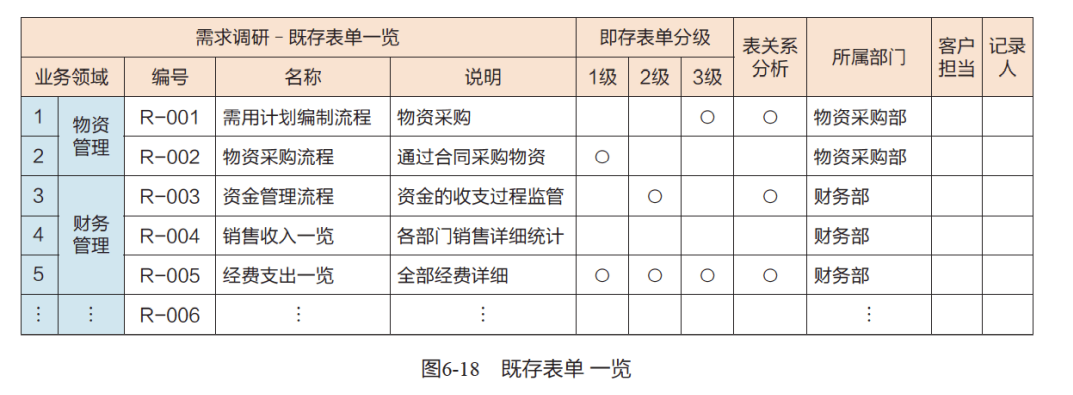 需求调研－既存表单一览 即存表单分级 表关系分析 所属部门 客户担当 记录人
业务领域 编号 名称 说明 1级 2级 3级
1 物资管理 R-001 需用计划编制流程 物资采购 ○ ○ 物资采购部
2 R-002 物资采购流程 通过合同采购物资 ○ 物资采购部
3 财务管理 R-003 资金管理流程 资金的收支过程监管 ○ ○ 财务部
4 R-004 销售收入一览 各部门销售详细统计 财务部
5 R-005 经费支出一览 全部经费详细 ○ ○ ○ ○ 财务部
⋮ ⋮ R-006 ⋮ ⋮ ⋮
图6-18 既存表单 一览